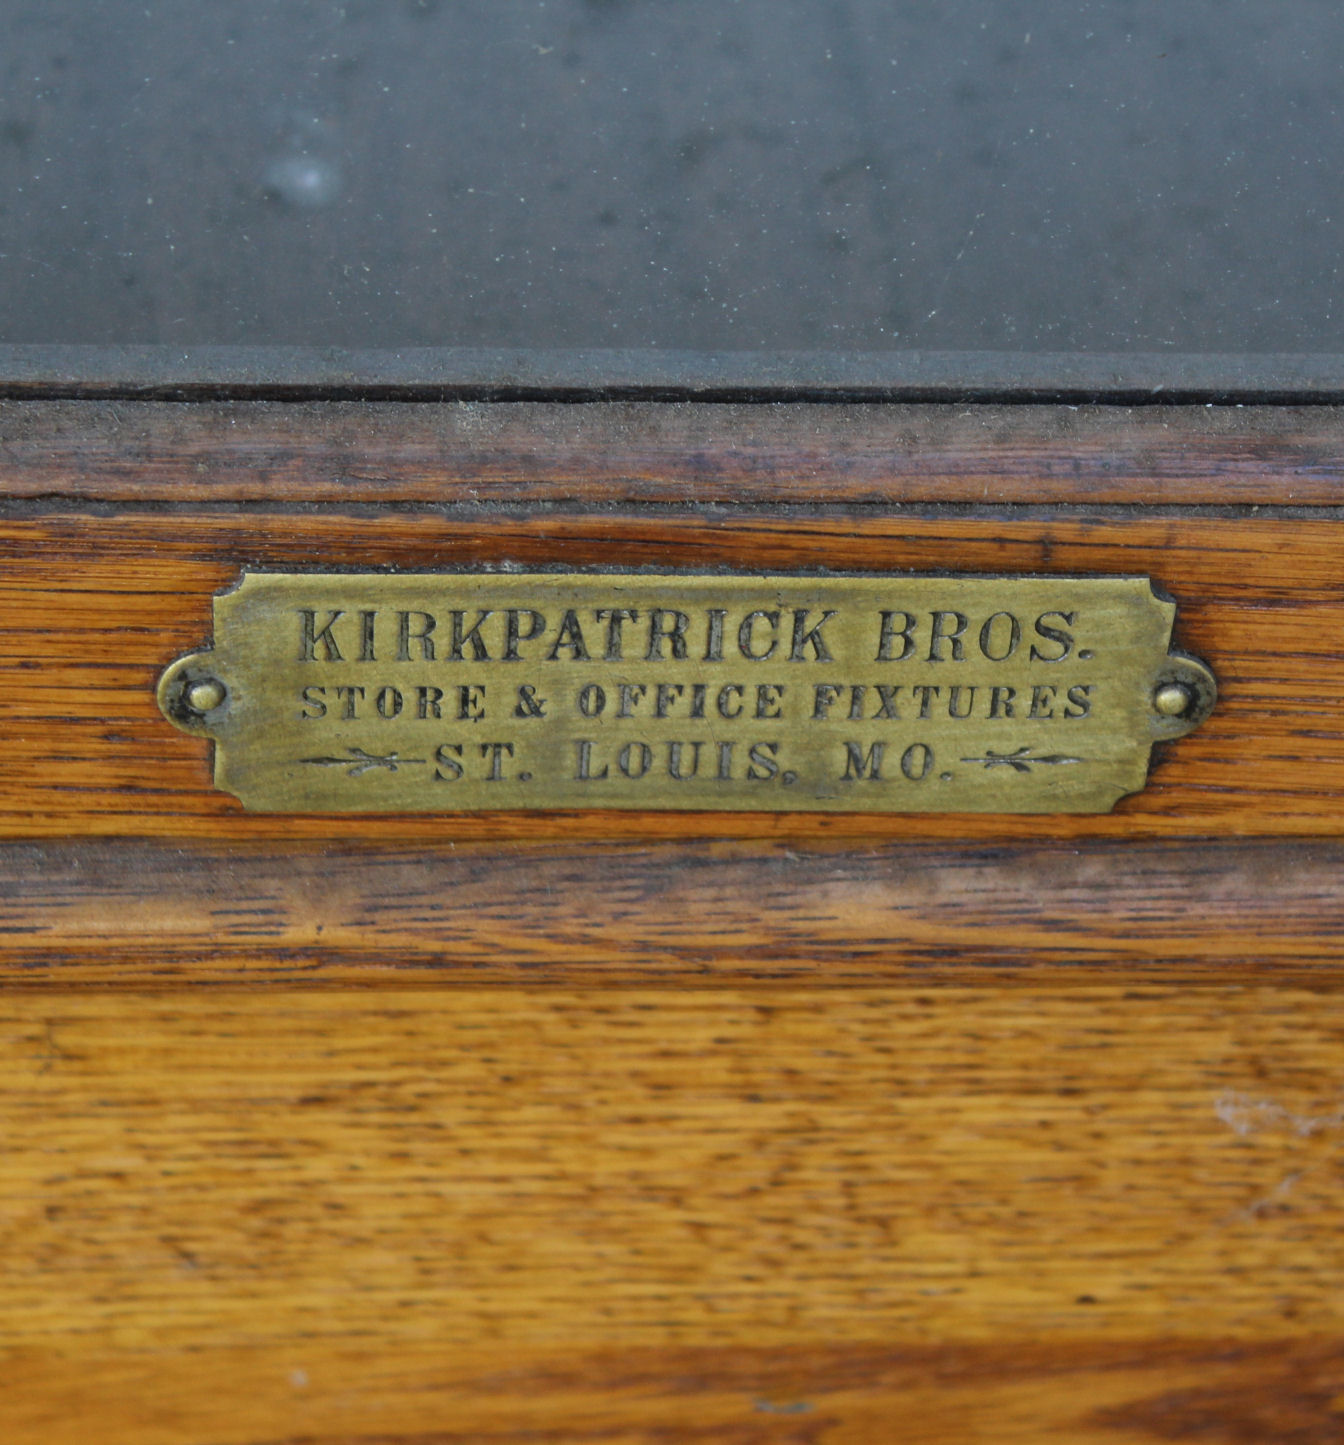 KIRKPATRICK BROS.
STORE & OFFICE FIXTURES
ST. LOUIS, MO.